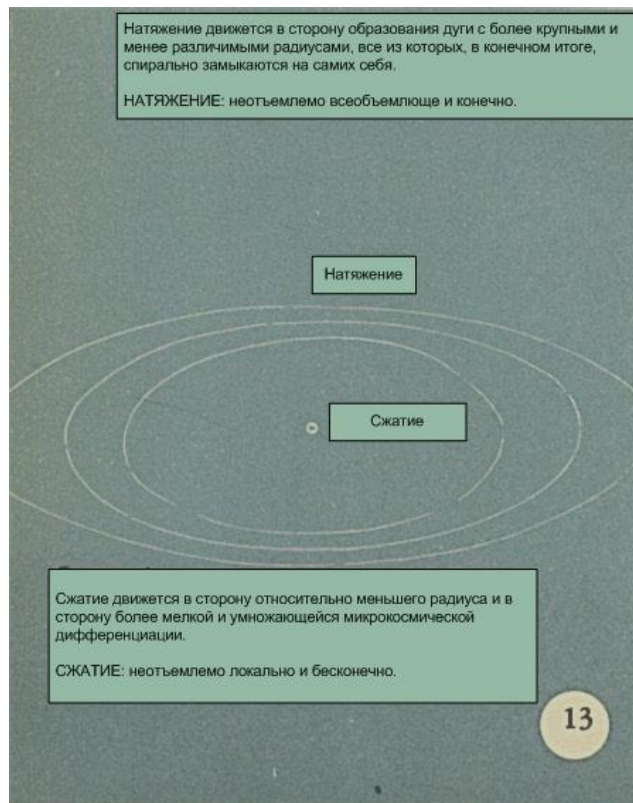 Натяжение движется в сторону образования дуги с более крупными и
менее различимыми радиусами, все из которых, в конечном итоге,
спирально замыкаются на самих себя.
НАТЯЖЕНИЕ: неотъемлемо всеобъемлюще и конечно.
Натяжение
Сжатие
Сжатие движется в сторону относительно меньшего радиуса и в
сторону более мелкой и умножающейся микрокосмической
дифференциации.
СЖАТИЕ: неотъемлемо локально и бесконечно.
13